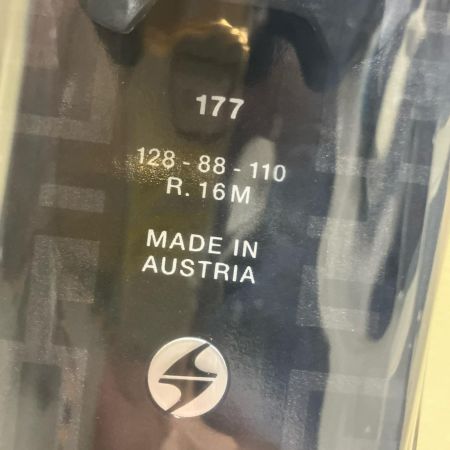 177
128 - 88 - 110
R. 16 M
MADE IN
AUSTRIA